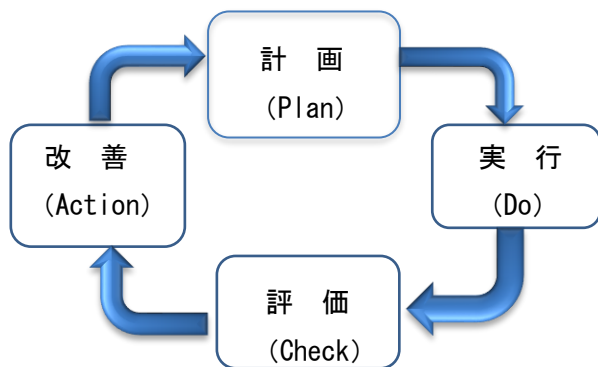 計　画
(Plan)
実　行
(Do)
評　価
(Check)
改　善
(Action)